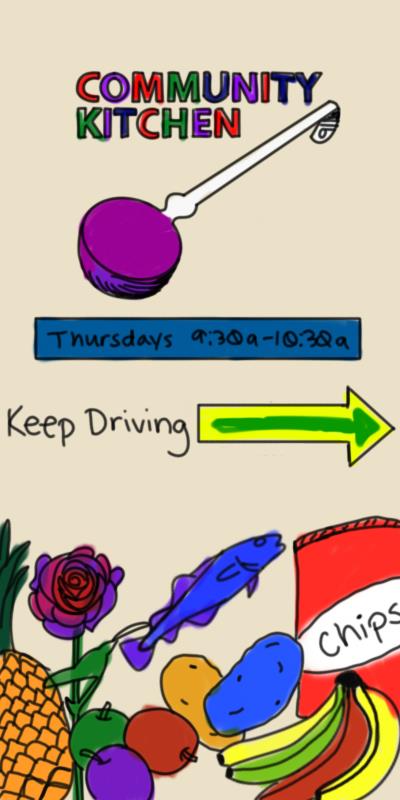 COMMUNITY
KITCHEN
Thursdays 9:30a-10:30a
Keep Driving
chips